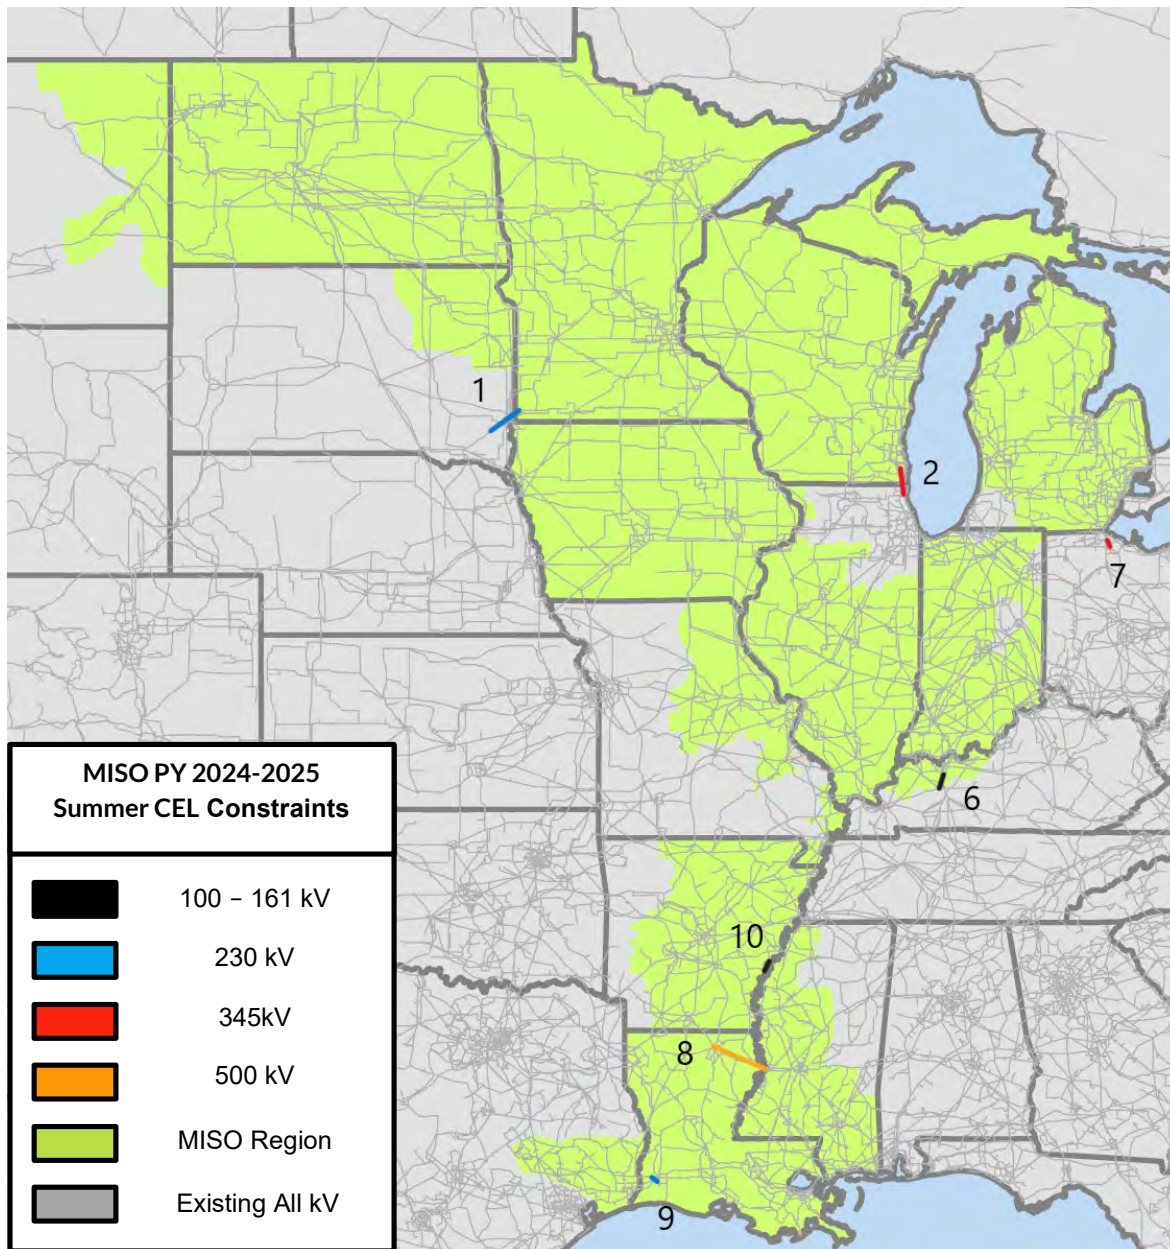 1
2
7
6
10
8
9
MISO PY 2024-2025
Summer CEL Constraints
100 – 161 kV
230 kV
345kV
500 kV
MISO Region
Existing All kV